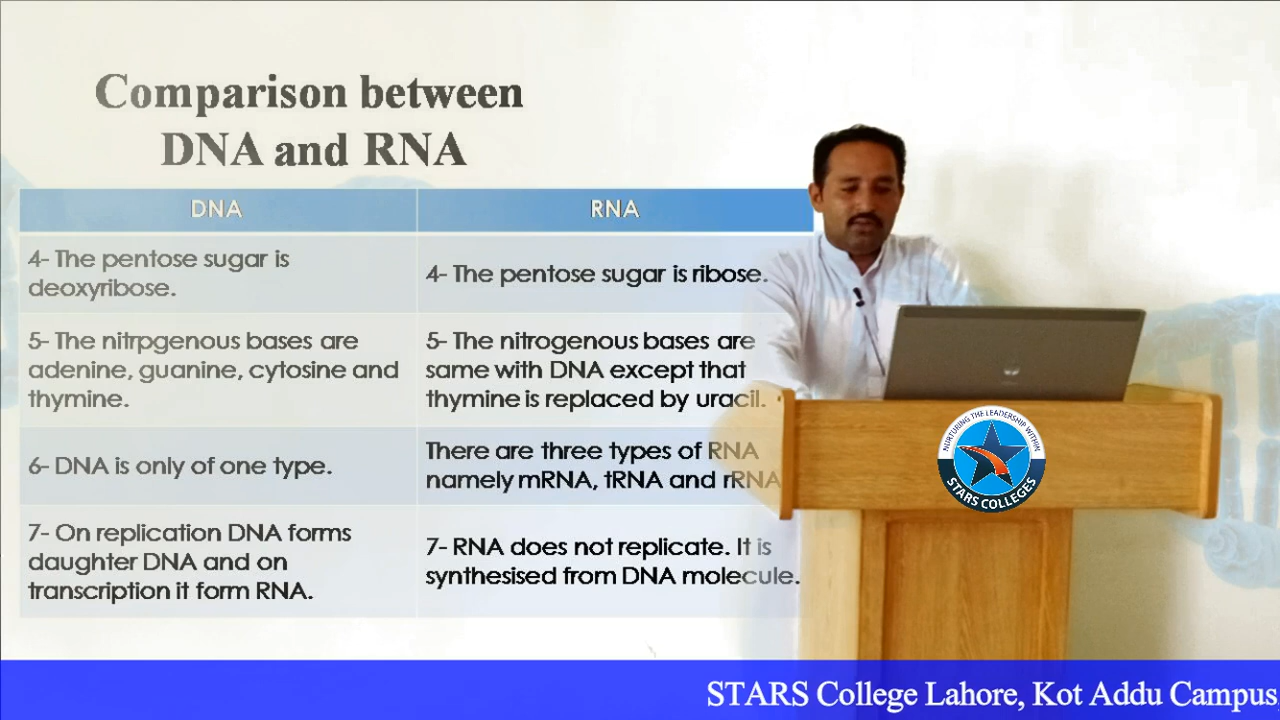 Comparison between
DNA and RNA
DNA
RNA
4- The pentose sugar is
deoxyribose.
4- The pentose sugar is ribose.
5- The nitrpgenous bases are
adenine, guanine, cytosine and
thymine.
5- The nitrogenous bases are
same with DNA except that
thymine is replaced by uracil.
6- DNA is only of one type.
There are three types of RNA
namely mRNA, tRNA and rRNA
7- On replication DNA forms
daughter DNA and on
transcription it form RNA.
7- RNA does not replicate. It is
synthesised from DNA molecule.
NURTURING THE LEADERSHIP WITHIN
STARS COLLEGES
STARS College Lahore, Kot Addu Campus,